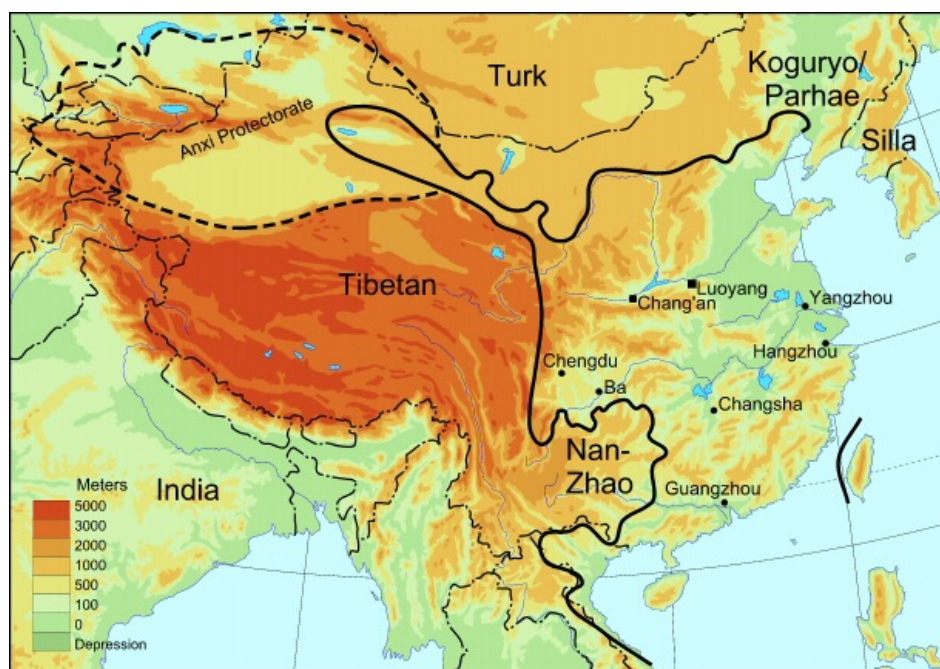 Turk
Koguryo/
Parhae
Silla
Anxi Protectorate
Tibetan
Luoyang
Chang'an
Yangzhou
Hangzhou
Chengdu
Ba
Changsha
Nan-
Zhao
Guangzhou
India
Meters
5000
3000
2000
1000
500
100
0
Depression